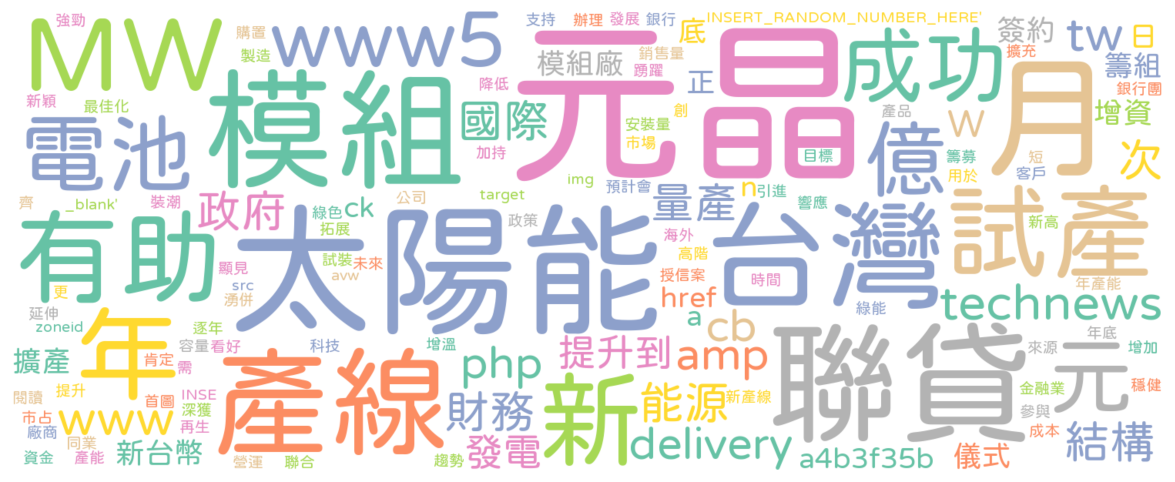 強勁
購置
MW
www5
製造
支持
辦理
發展
銀行
INSERT_RANDOM_NUMBER_HERE'
元晶
底
銷售量
踴躍
模組廠
簽約
tw
日
成功
月
擴充
籌組
銀行團
新穎
最佳化
模組
降低
國際
正
創
產品
增資
電池
加持
安裝量
市場
目標
億
W
籌募
用於
短
客戶
次
齊
_blank'
裝潢
政府
公司
綠色
ck
拓展
target
img
政策
預計會
量產
n
引進
響應
有助
太陽能
台灣
試產
新高
海外
高階
顯見
src
試裝
未來
avw
湧併
授信案
時間
href
綠能
年產能
更
延伸
zoneid
年
逐年
容量
看好
科技
增溫
a
cb
technews
擴產
肯定
需
產線
php
提升到
amp
聯貸
來源
年底
增加
元
閱讀
提升
首圖
INSE
深獲
再生
市占
www
廠商
同業
財務
新
能源
新產線
金融業
穩健
參與
成本
資金
產能
新台幣
營運
聯合
趨勢
發電
delivery
a4b3f35b
儀式
結構